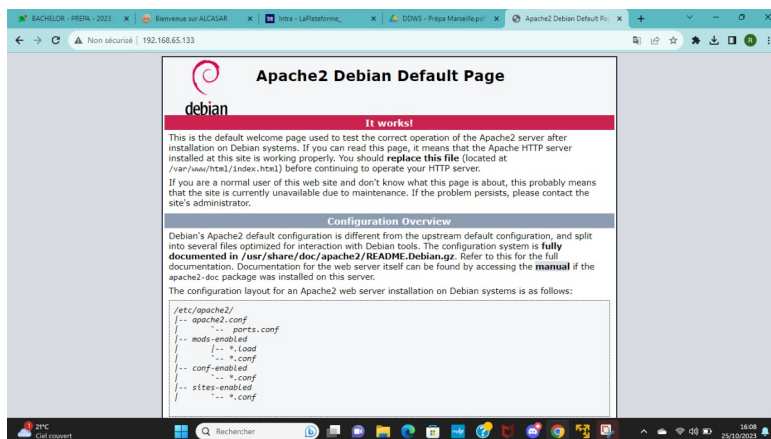 BACHELOR - PREPA - 2023
Bienvenue sur ALCASAR
Intra - LaPlateforme_
DDWS - Prépa Marseille.pdf
Apache2 Debian Default Pag
Non sécurisé 192.168.65.133
Apache2 Debian Default Page
debian
It works!
This is the default welcome page used to test the correct operation of the Apache2 server after
installation on Debian systems. If you can read this page, it means that the Apache HTTP server
installed at this site is working properly. You should replace this file (located at
/var/www/html/index.html) before continuing to operate your HTTP server.
If you are a normal user of this web site and don't know what this page is about, this probably means
that the site is currently unavailable due to maintenance. If the problem persists, please contact the
site's administrator.
Configuration Overview
Debian's Apache2 default configuration is different from the upstream default configuration, and split
into several files optimized for interaction with Debian tools. The configuration system is fully
documented in /usr/share/doc/apache2/README.Debian.gz. Refer to this for the full
documentation. Documentation for the web server itself can be found by accessing the manual if the
apache2-doc package was installed on this server.
The configuration layout for an Apache2 web server installation on Debian systems is as follows:
/etc/apache2/
|-- apache2.conf
|       `--  ports.conf
|-- mods-enabled
|       |-- *.load
|       `-- *.conf
|-- conf-enabled
|       `-- *.conf
|-- sites-enabled
|       `-- *.conf
21°C
Ciel couvert
Rechercher
16:08
25/10/2023